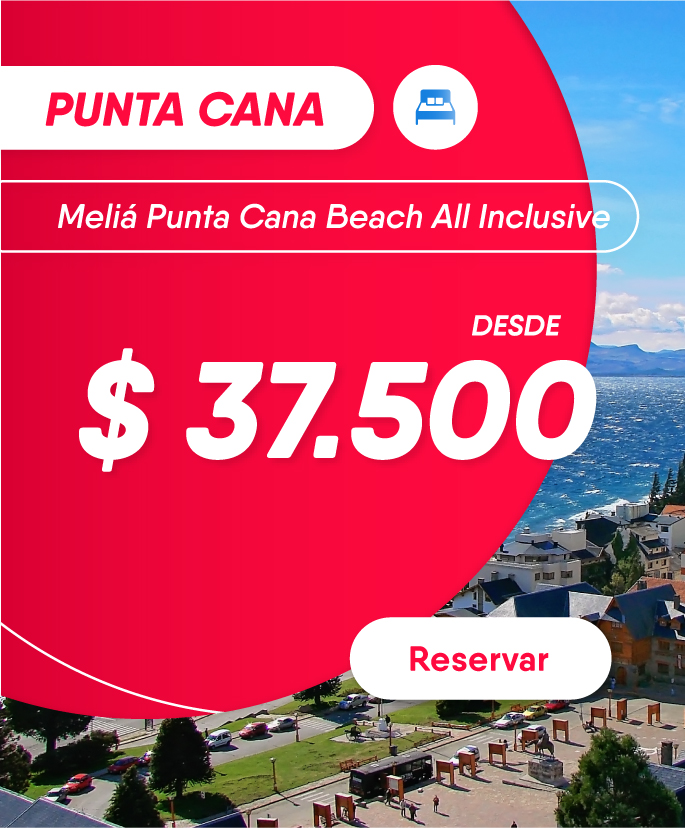 PUNTA CANA
Meliá Punta Cana Beach All Inclusive
DESDE
$ 37.500
Reservar